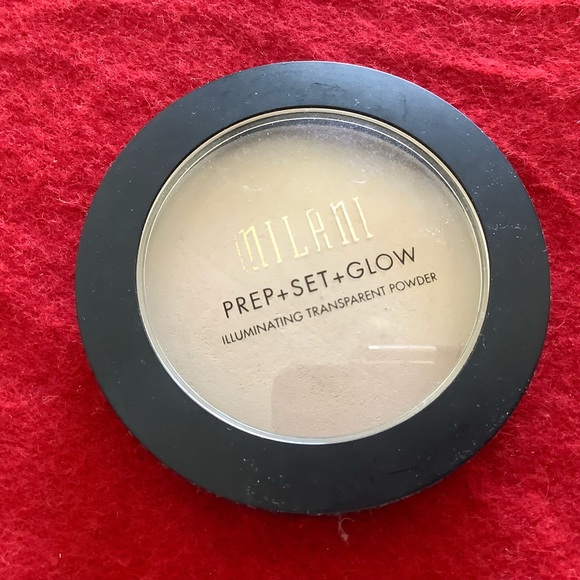 MILANI
PREP+SET+GLOW
ILLUMINATING TRANSPARENT POWDER